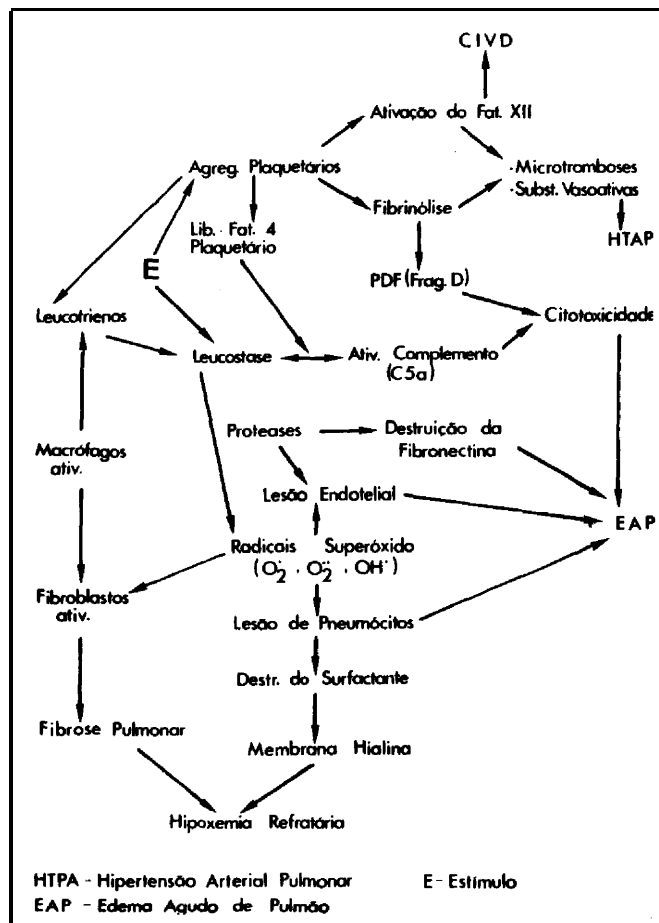 CIVD
Ativação do Fat. XII
Agreg. Plaquetários
·Microtromboses
·Subst. Vasoativas
Fibrinólise
Lib. Fat. 4
Plaquetário
HTAP
E
PDF (Frag. D)
Leucotrienos
Citotoxicidade
Leucostase
Ativ. Complemento
(C5a)
Proteases
Destruição da
Fibronectina
Macrófagos
ativ.
Lesão Endotelial
EAP
Radicais Superóxido
(O₂⁻ . O₂⁻ . OH·)
Fibroblastos
ativ.
Lesão de Pneumócitos
Destr. do Surfactante
Fibrose Pulmonar
Membrana Hialina
Hipoxemia Refratária
HTPA - Hipertensão Arterial Pulmonar E - Estímulo
EAP - Edema Agudo de Pulmão